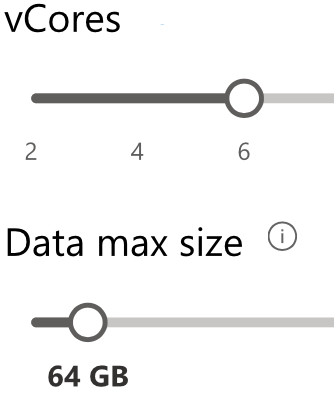 vCores
2 4 6
Data max size
64 GB